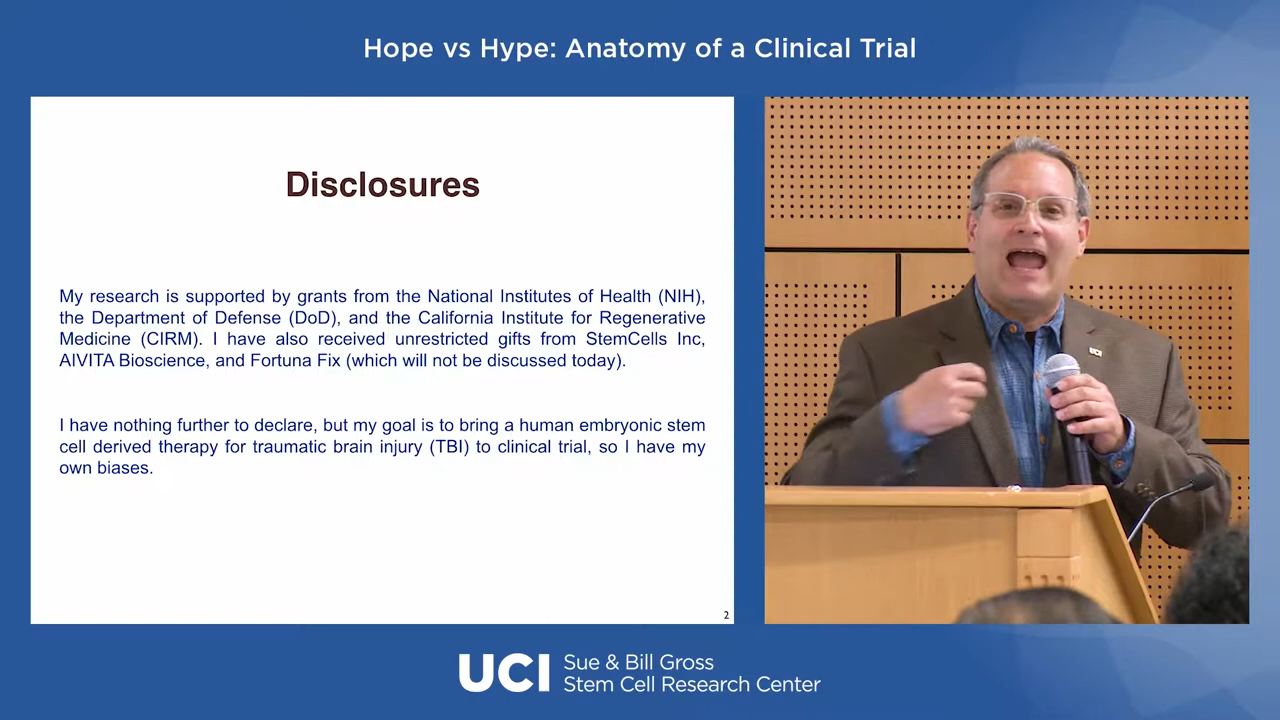 Hope vs Hype: Anatomy of a Clinical Trial
Disclosures
My research is supported by grants from the National Institutes of Health (NIH),
the Department of Defense (DoD), and the California Institute for Regenerative
Medicine (CIRM). I have also received unrestricted gifts from StemCells Inc,
AIVITA Bioscience, and Fortuna Fix (which will not be discussed today).
I have nothing further to declare, but my goal is to bring a human embryonic stem
cell derived therapy for traumatic brain injury (TBI) to clinical trial, so I have my
own biases.
2
UCI
UCI
Sue & Bill Gross
Stem Cell Research Center